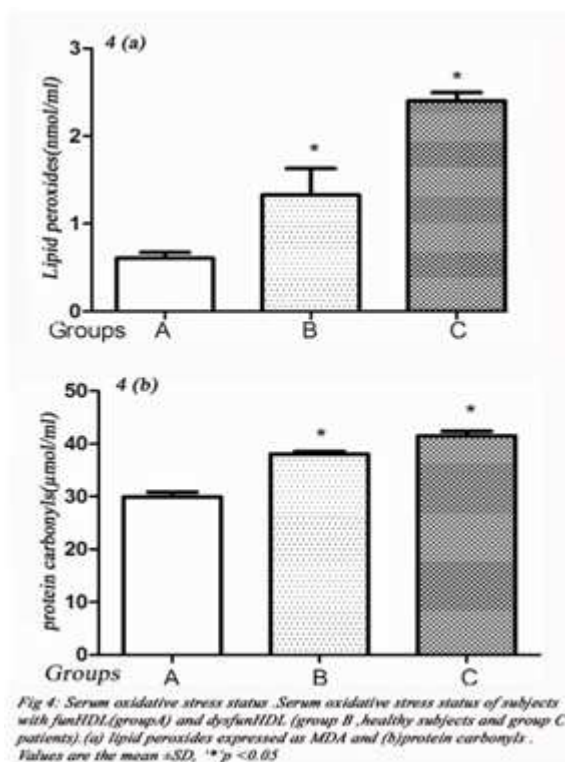 4 (a)
3
2
1
0
Lipid peroxides(nmol/ml)
*
*
Groups A B C
4 (b)
50
40
30
20
10
0
protein carbonyls(µmol/ml)
*
*
Groups A B C
Fig 4: Serum oxidative stress status .Serum oxidative stress status of subjects
with funHDL(groupA) and dysfunHDL (group B ,healthy subjects and group C
patients).(a) lipid peroxides expressed as MDA and (b)protein carbonyls .
Values are the mean ±SD, ‘*’p <0.05